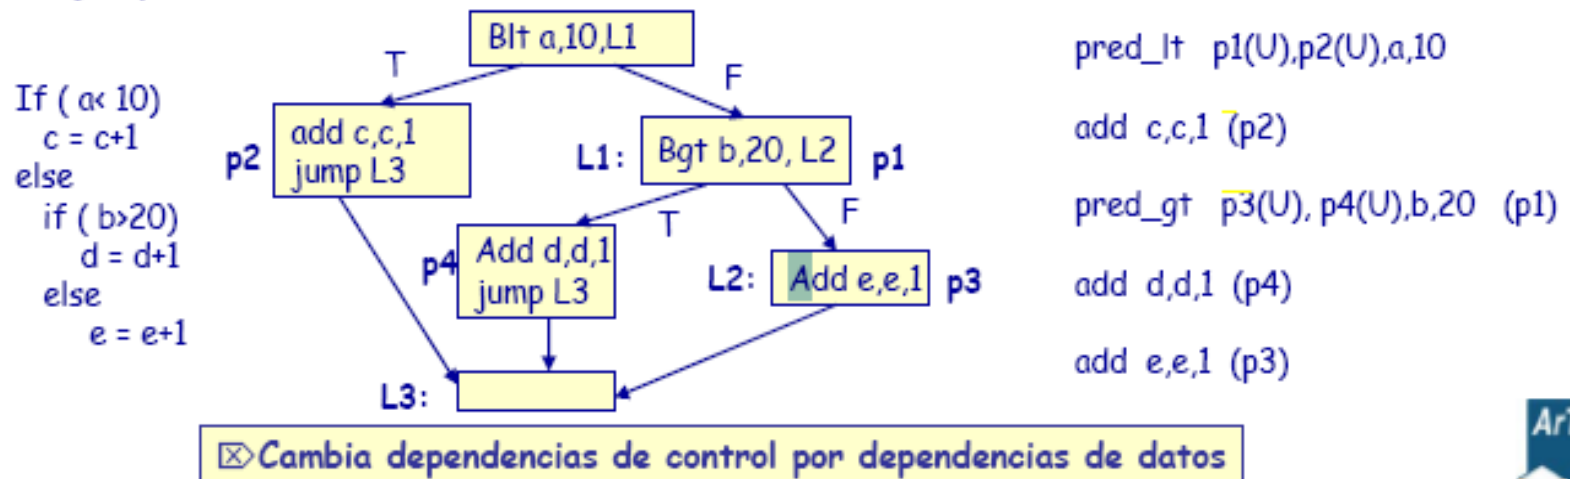 If ( a< 10)
c = c+1
else
if ( b>20)
d = d+1
else
e = e+1
Blt a,10,L1
T
F
p2
add c,c,1
jump L3
L1:
Bgt b,20, L2
p1
T
F
p4
Add d,d,1
jump L3
L2:
Add e,e,1
p3
L3:
pred_lt p1(U),p2(U),a,10
add c,c,1 (p2)
pred_gt p3(U), p4(U),b,20 (p1)
add d,d,1 (p4)
add e,e,1 (p3)
Cambia dependencias de control por dependencias de datos